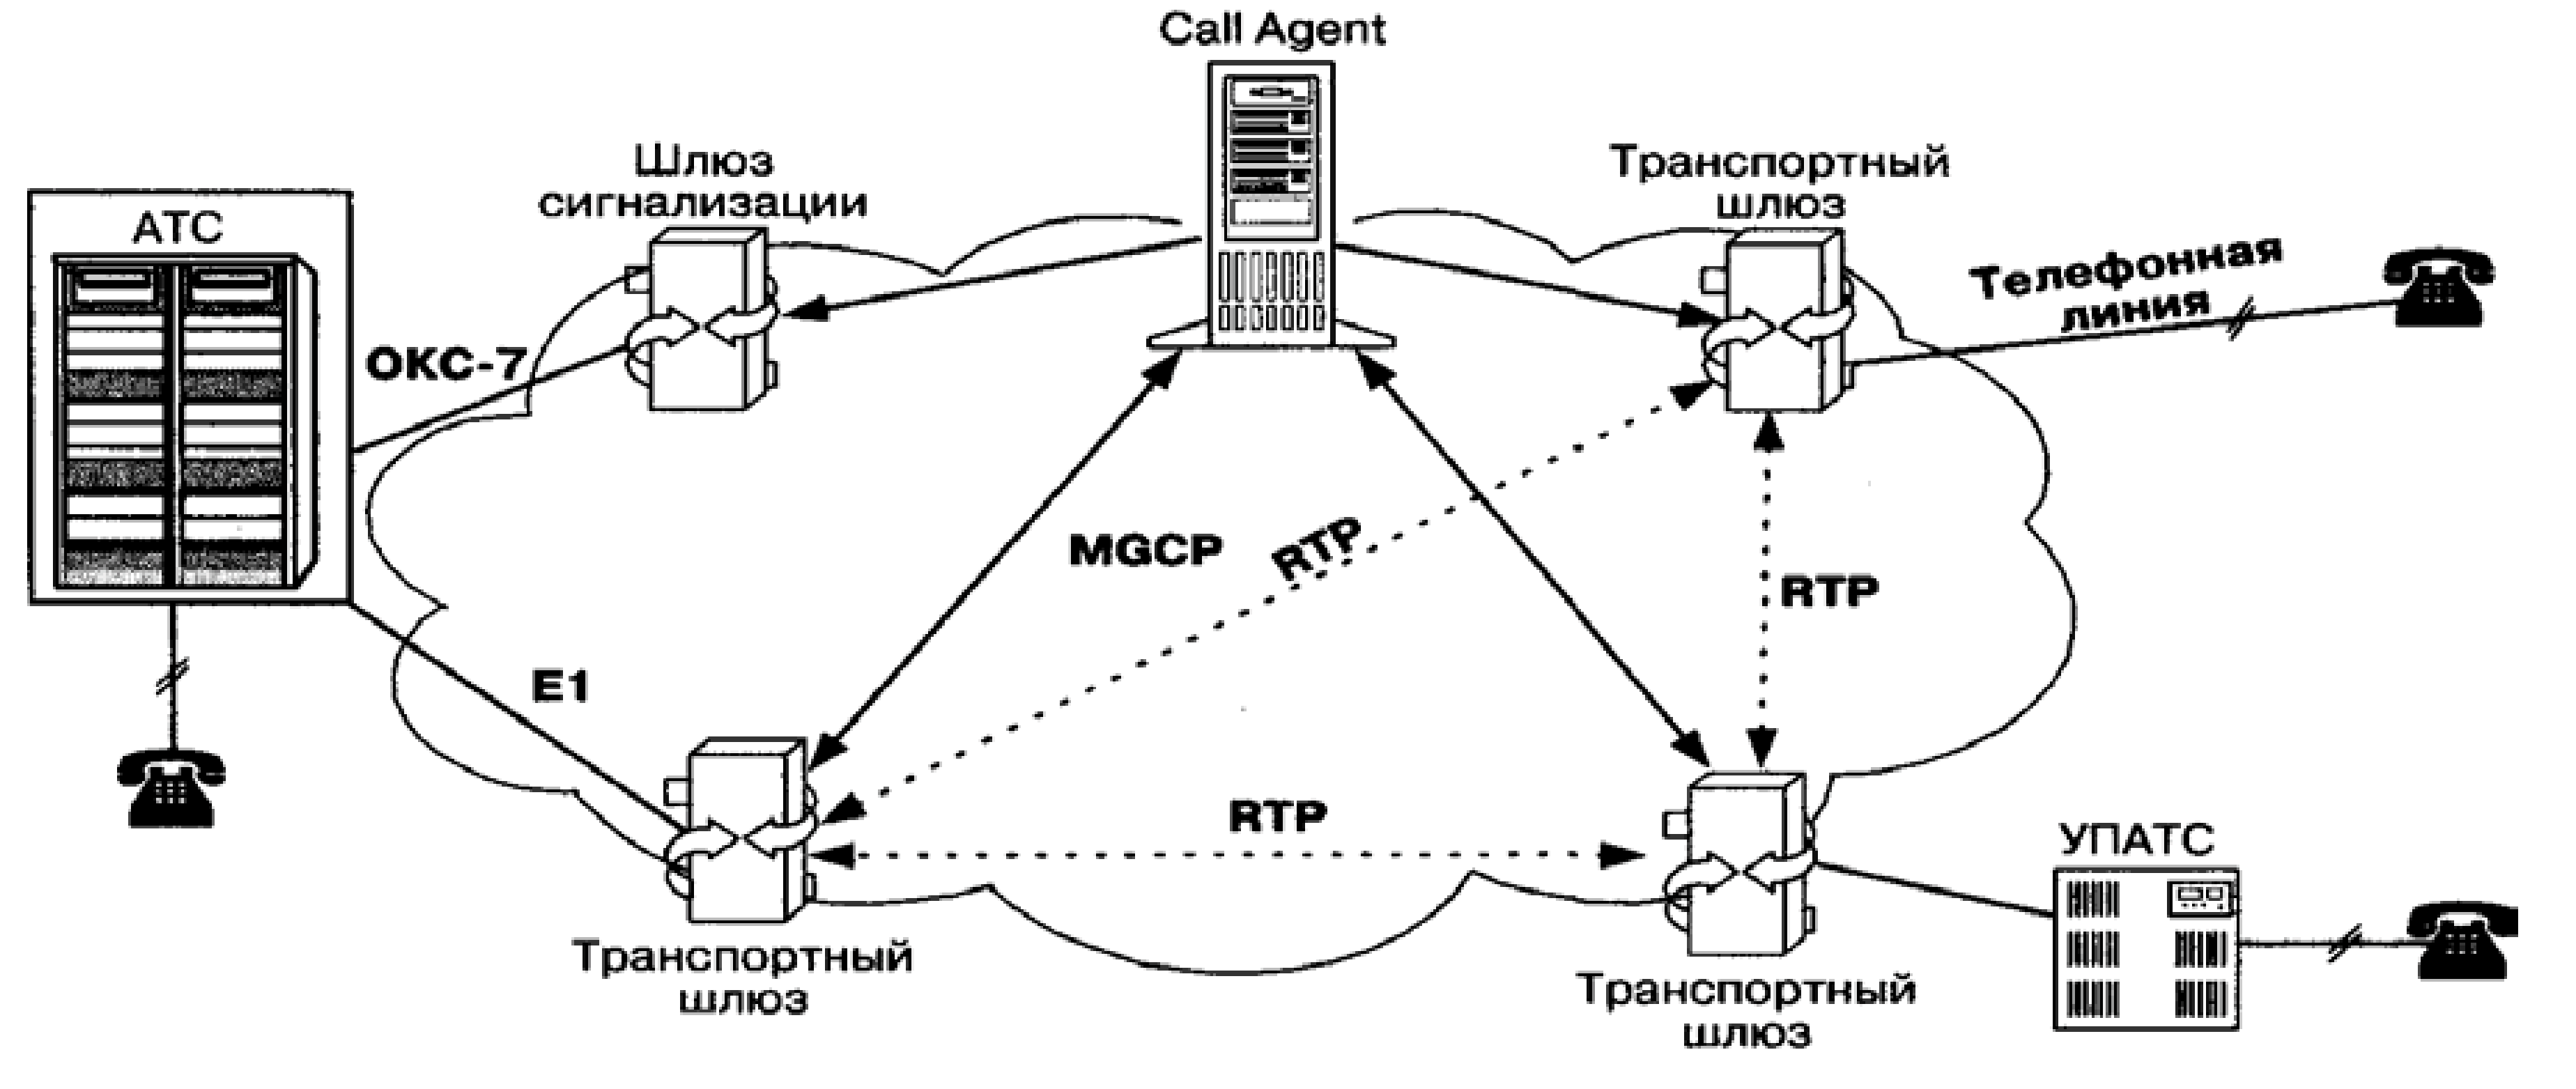 Call Agent
Шлюз
сигнализации
Транспортный
шлюз
АТС
Телефонная
линия
ОКС-7
MGCP
RTP
RTP
E1
RTP
УПАТС
Транспортный
шлюз
Транспортный
шлюз